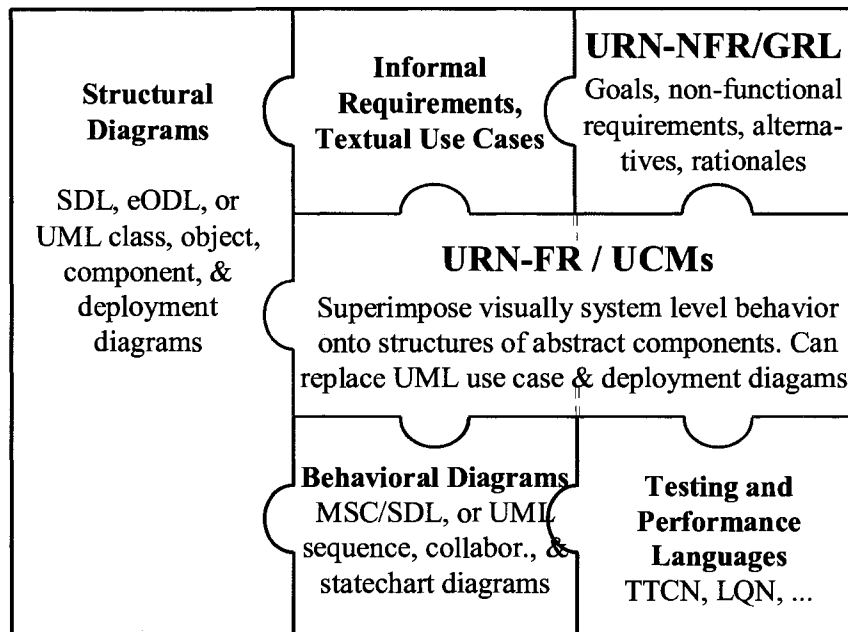 Structural
Diagrams
SDL, eODL, or
UML class, object,
component, &
deployment
diagrams
Informal
Requirements,
Textual Use Cases
URN-NFR/GRL
Goals, non-functional
requirements, alterna-
tives, rationales
URN-FR / UCMs
Superimpose visually system level behavior
onto structures of abstract components. Can
replace UML use case & deployment diagams
Behavioral Diagrams
MSC/SDL, or UML
sequence, collabor., &
statechart diagrams
Testing and
Performance
Languages
TTCN, LQN, ...